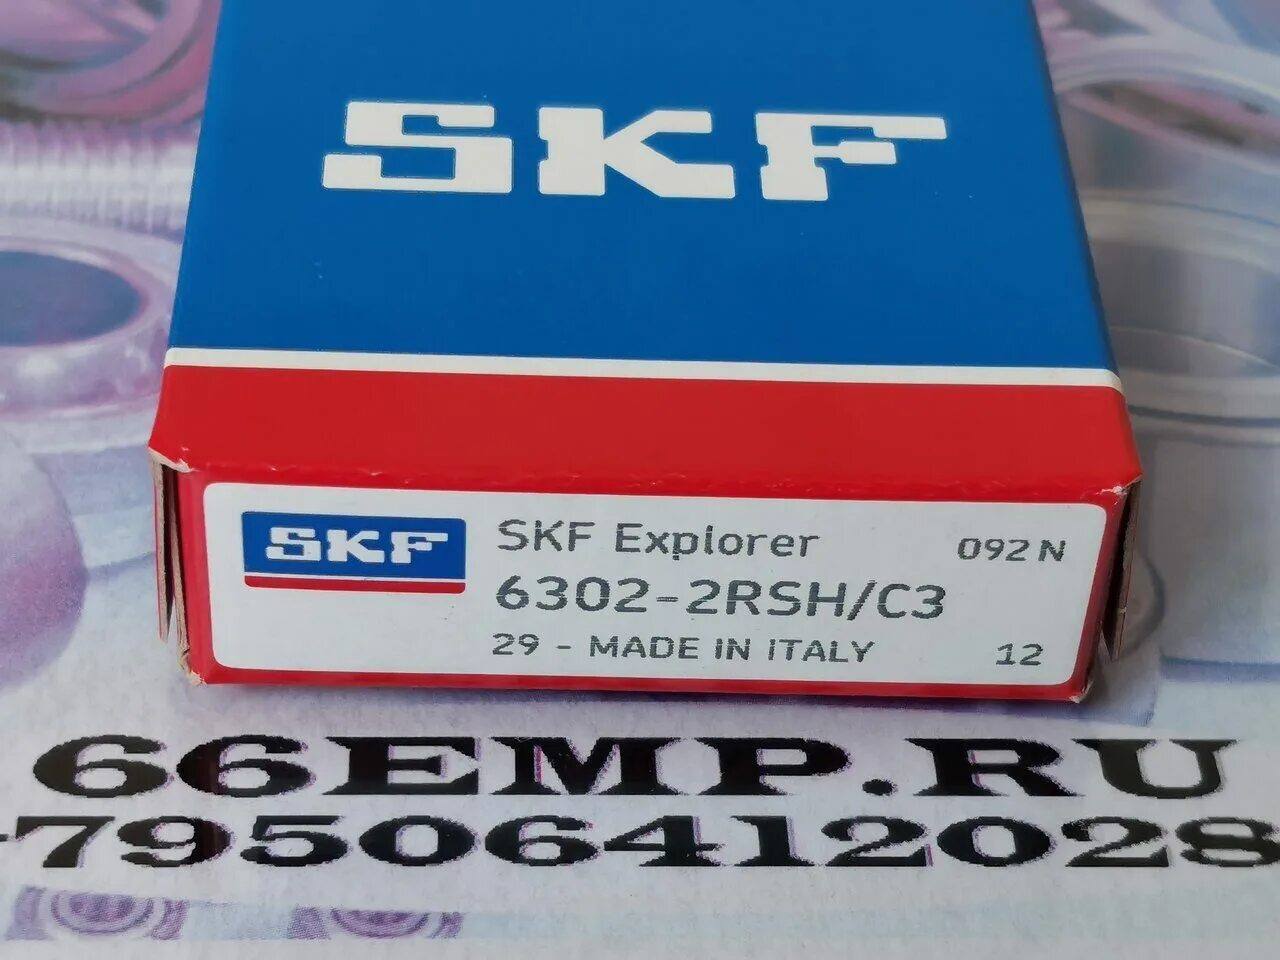 SKF
SKF
SKF Explorer
092 N
6302-2RSH/C3
29 - MADE IN ITALY
12
66EMP.RU
79506412028